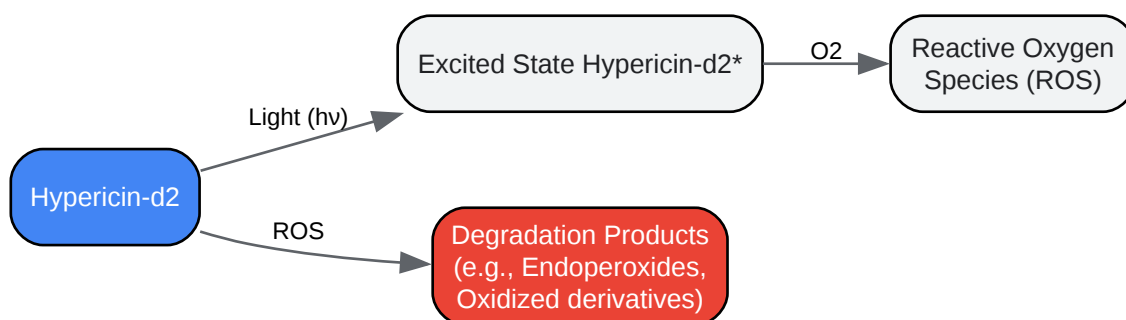 Excited State Hypericin-d2*
O2
Reactive Oxygen
Species (ROS)
Light (hν)
Hypericin-d2
ROS
Degradation Products
(e.g., Endoperoxides,
Oxidized derivatives)